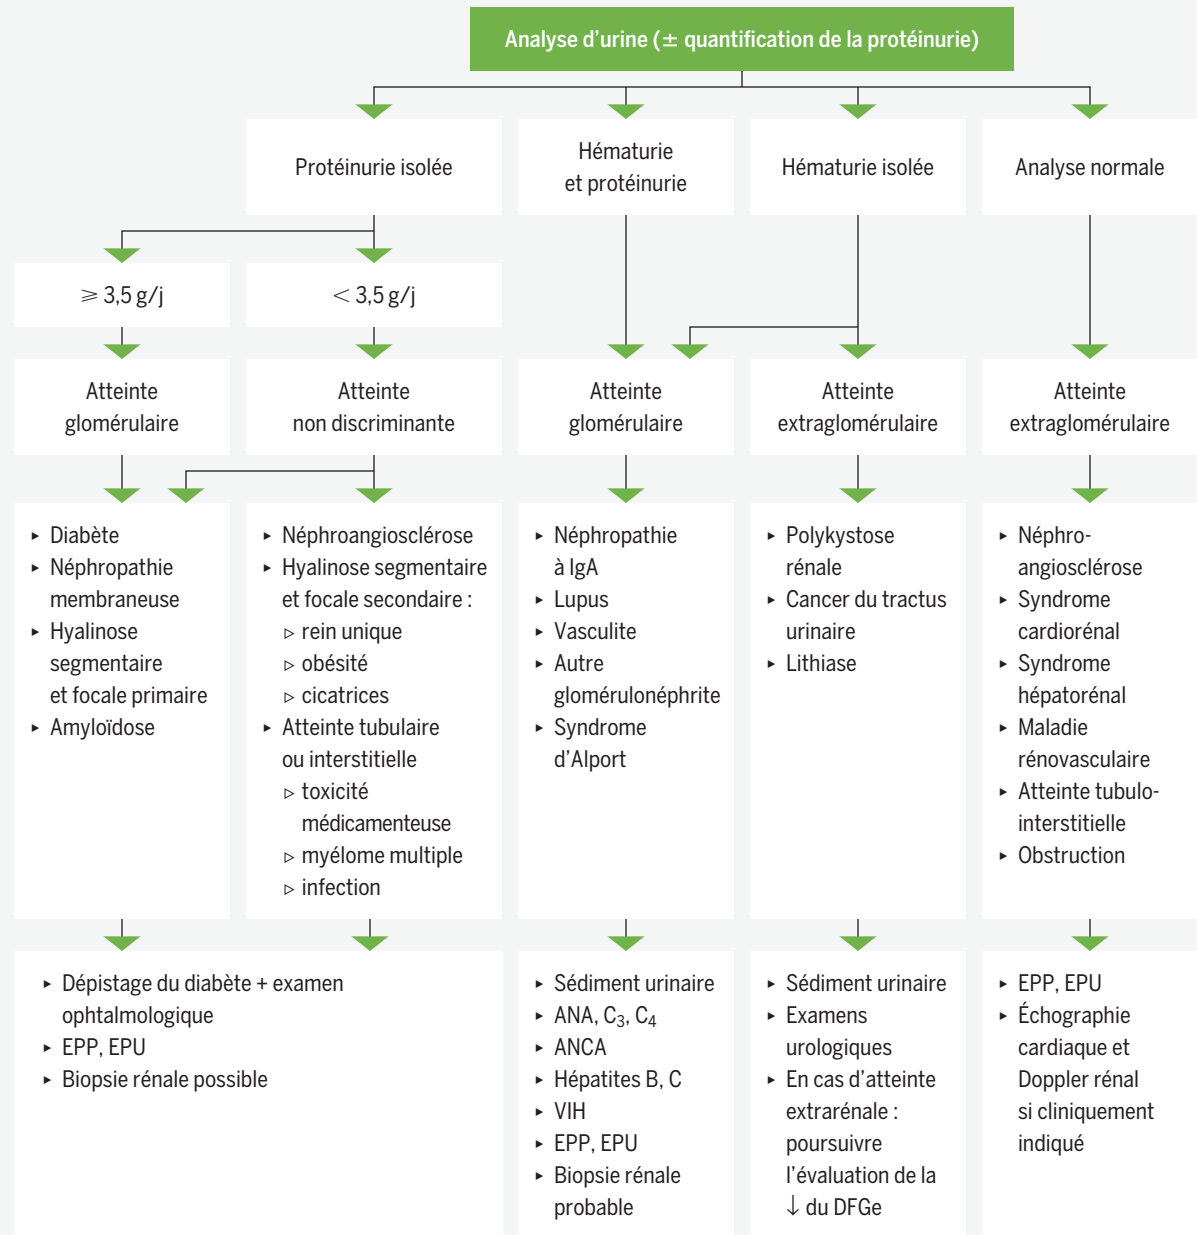 Analyse d’urine (± quantification de la protéinurie)
Protéinurie isolée
Hématurie
et protéinurie
Hématurie isolée
Analyse normale
⩾ 3,5 g/j
< 3,5 g/j
Atteinte
glomérulaire
Atteinte
non discriminante
Atteinte
glomérulaire
Atteinte
extraglomérulaire
Atteinte
extraglomérulaire
▸ Diabète
▸ Néphropathie
membraneuse
▸ Hyalinose
segmentaire
et focale primaire
▸ Amyloïdose
▸ Néphroangiosclérose
▸ Hyalinose segmentaire
et focale secondaire :
▹ rein unique
▹ obésité
▹ cicatrices
▸ Atteinte tubulaire
ou interstitielle
▹ toxicité
médicamenteuse
▹ myélome multiple
▹ infection
▸ Néphropathie
à IgA
▸ Lupus
▸ Vasculite
▸ Autre
glomérulonéphrite
▸ Syndrome
d’Alport
▸ Polykystose
rénale
▸ Cancer du tractus
urinaire
▸ Lithiase
▸ Néphro-
angiosclérose
▸ Syndrome
cardiorénal
▸ Syndrome
hépatorénal
▸ Maladie
rénovasculaire
▸ Atteinte tubulo-
interstitielle
▸ Obstruction
▸ Dépistage du diabète + examen
ophtalmologique
▸ EPP, EPU
▸ Biopsie rénale possible
▸ Sédiment urinaire
▸ ANA, C₃, C₄
▸ ANCA
▸ Hépatites B, C
▸ VIH
▸ EPP, EPU
▸ Biopsie rénale
probable
▸ Sédiment urinaire
▸ Examens
urologiques
▸ En cas d’atteinte
extrarénale :
poursuivre
l’évaluation de la
↓ du DFGe
▸ EPP, EPU
▸ Échographie
cardiaque et
Doppler rénal
si cliniquement
indiqué